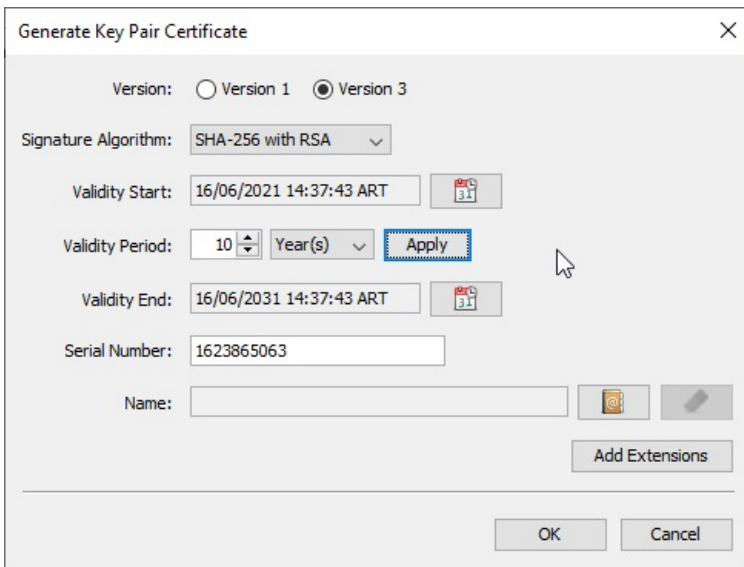 Generate Key Pair Certificate
Version: Version 1 Version 3
Signature Algorithm: SHA-256 with RSA
Validity Start: 16/06/2021 14:37:43 ART
Validity Period: 10 Year(s) Apply
Validity End: 16/06/2031 14:37:43 ART
Serial Number: 1623865063
Name:
Add Extensions
OK Cancel